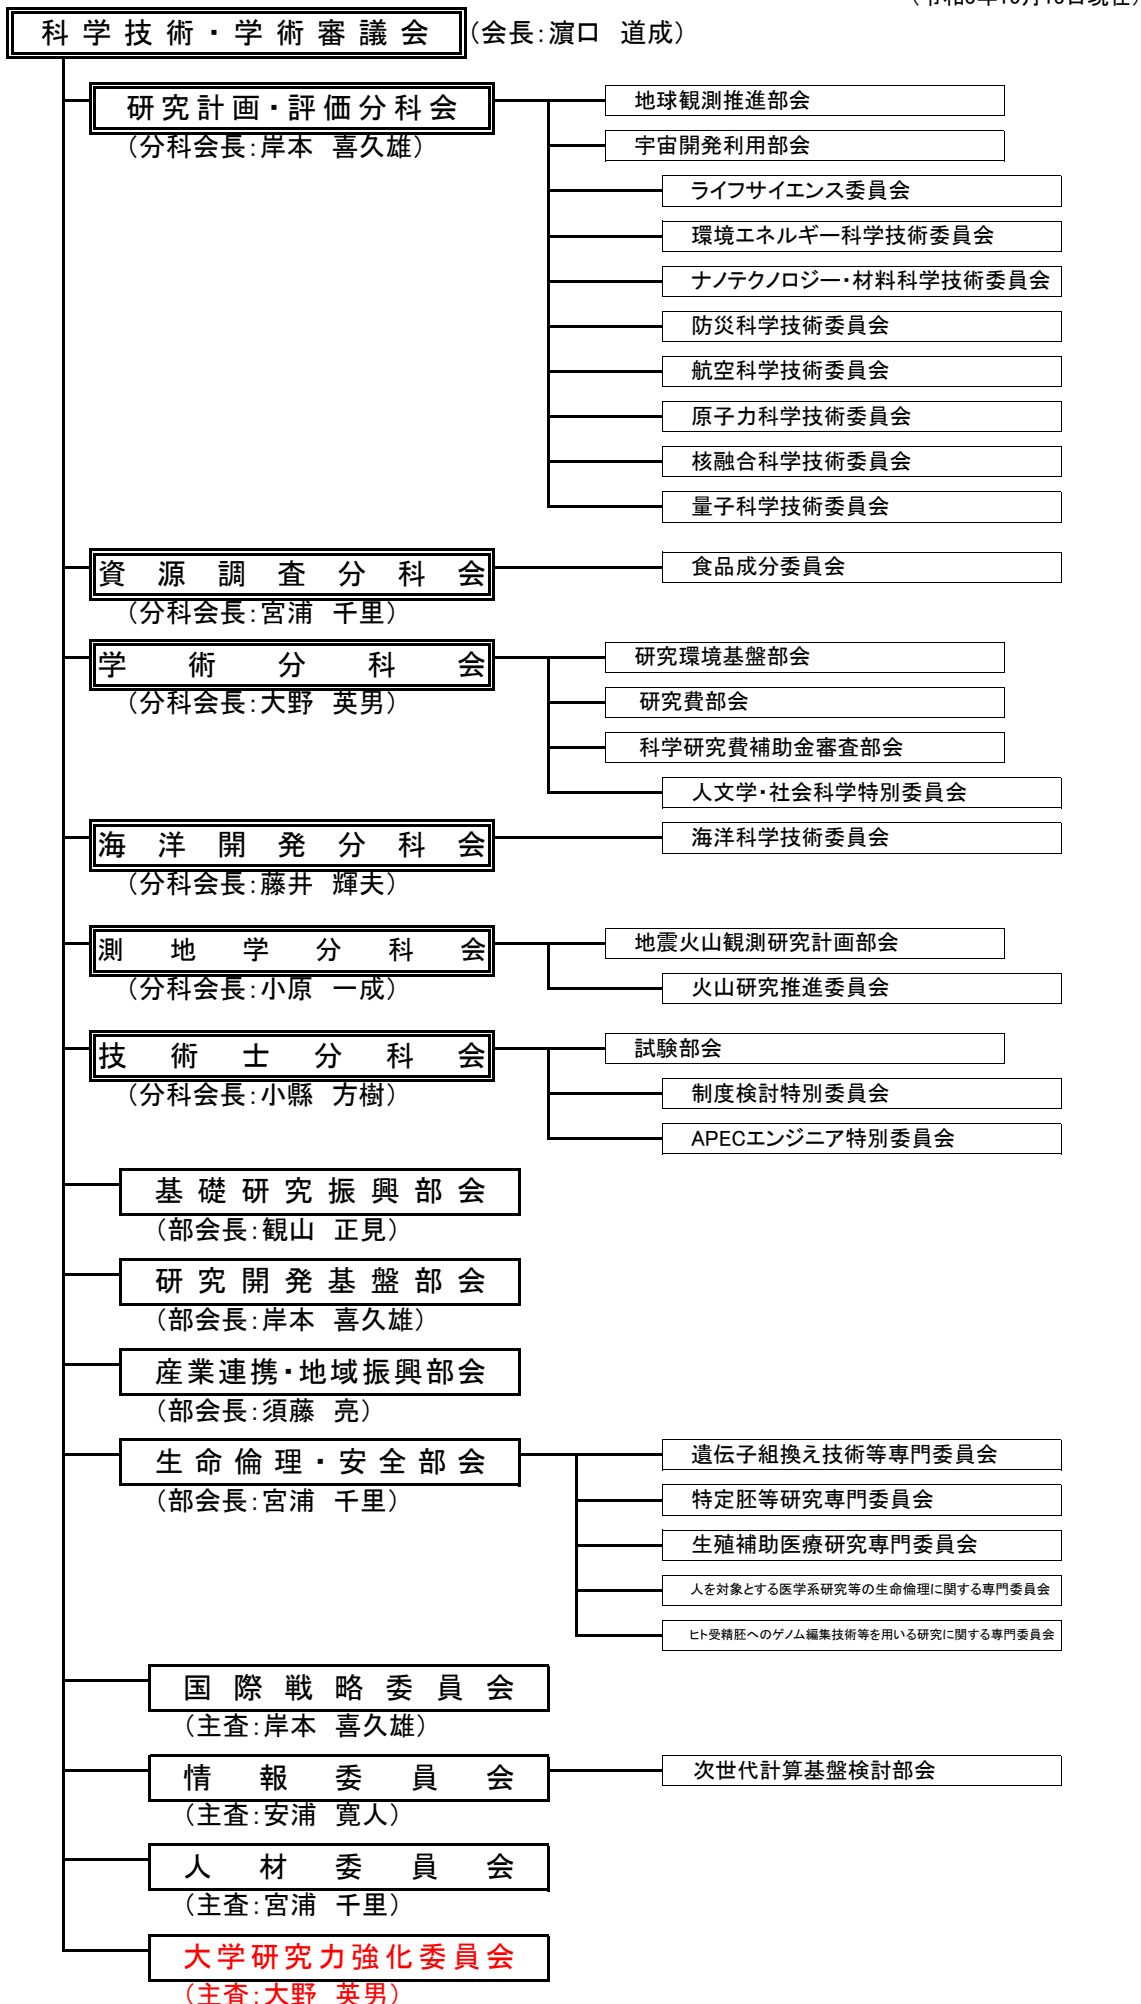 科学技術・学術審議会 (会長：濵口 道成)
研究計画・評価分科会
(分科会長：岸本 喜久雄)
地球観測推進部会
宇宙開発利用部会
ライフサイエンス委員会
環境エネルギー科学技術委員会
ナノテクノロジー・材料科学技術委員会
防災科学技術委員会
航空科学技術委員会
原子力科学技術委員会
核融合科学技術委員会
量子科学技術委員会
資源調査分科会
(分科会長：宮浦 千里)
食品成分委員会
学術分科会
(分科会長：大野 英男)
研究環境基盤部会
研究費部会
科学研究費補助金審査部会
人文学・社会科学特別委員会
海洋開発分科会
(分科会長：藤井 輝夫)
海洋科学技術委員会
測地学分科会
(分科会長：小原 一成)
地震火山観測研究計画部会
火山研究推進委員会
技術士分科会
(分科会長：小縣 方樹)
試験部会
制度検討特別委員会
APECエンジニア特別委員会
基礎研究振興部会
(部会長：観山 正見)
研究開発基盤部会
(部会長：岸本 喜久雄)
産業連携・地域振興部会
(部会長：須藤 亮)
生命倫理・安全部会
(部会長：宮浦 千里)
遺伝子組換え技術等専門委員会
特定胚等研究専門委員会
生殖補助医療研究専門委員会
人を対象とする医学系研究等の生命倫理に関する専門委員会
ヒト受精胚へのゲノム編集技術等を用いる研究に関する専門委員会
国際戦略委員会
(主査：岸本 喜久雄)
情報委員会
(主査：安浦 寛人)
次世代計算基盤検討部会
人材委員会
(主査：宮浦 千里)
大学研究力強化委員会
(主査：大野 英男)